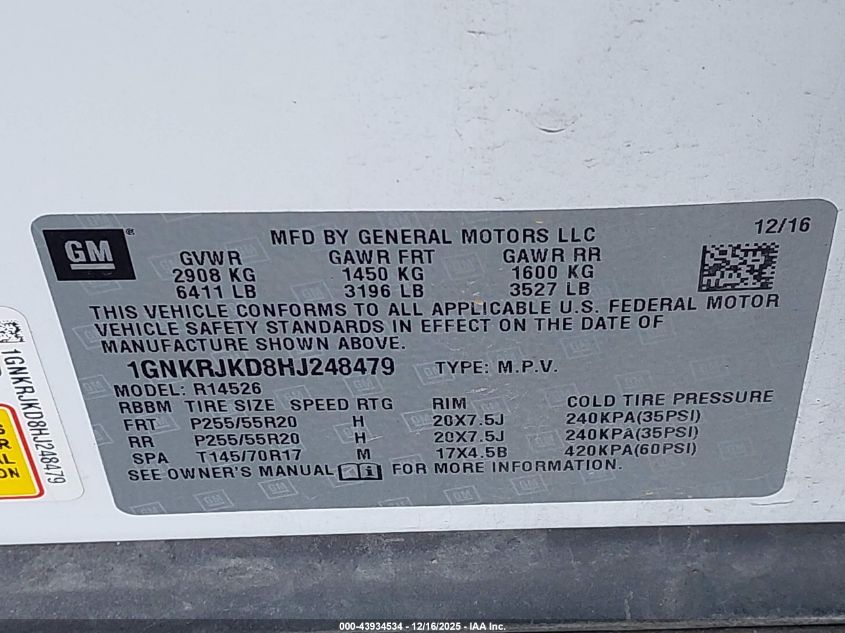 GM®
MFD BY GENERAL MOTORS LLC
12/16
GVWR GAWR FRT GAWR RR
2908 KG 1450 KG 1600 KG
6411 LB 3196 LB 3527 LB
THIS VEHICLE CONFORMS TO ALL APPLICABLE U.S. FEDERAL MOTOR
VEHICLE SAFETY STANDARDS IN EFFECT ON THE DATE OF
MANUFACTURE SHOWN ABOVE.
1GNKRJKD8HJ248479 TYPE: M.P.V.
MODEL: R14526
RBBM TIRE SIZE SPEED RTG RIM COLD TIRE PRESSURE
FRT P255/55R20 H 20X7.5J 240KPA(35PSI)
RR P255/55R20 H 20X7.5J 240KPA(35PSI)
SPA T145/70R17 M 17X4.5B 420KPA(60PSI)
SEE OWNER'S MANUAL FOR MORE INFORMATION.
1GNKRJKD8HJ248479
000-43934534 - 12/16/2025 - IAA Inc.